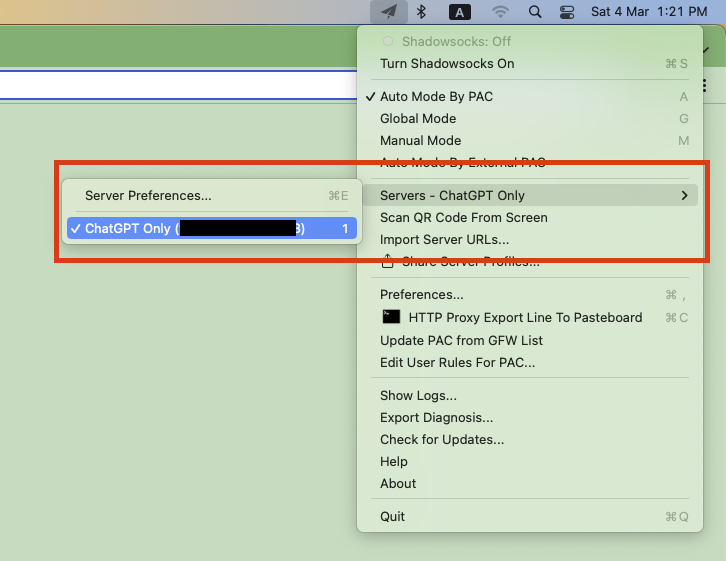 A Sat 4 Mar 1:21 PM
Shadowsocks: Off
Turn Shadowsocks On ⌘S
✓ Auto Mode By PAC A
Global Mode G
Manual Mode M
Auto Mode By External PAC
Servers - ChatGPT Only >
Server Preferences... ⌘E
✓ ChatGPT Only ( 3) 1
Scan QR Code From Screen
Import Server URLs...
Share Server Profiles...
Preferences... ⌘ ,
HTTP Proxy Export Line To Pasteboard ⌘C
Update PAC from GFW List
Edit User Rules For PAC...
Show Logs...
Export Diagnosis...
Check for Updates...
Help
About
Quit ⌘Q